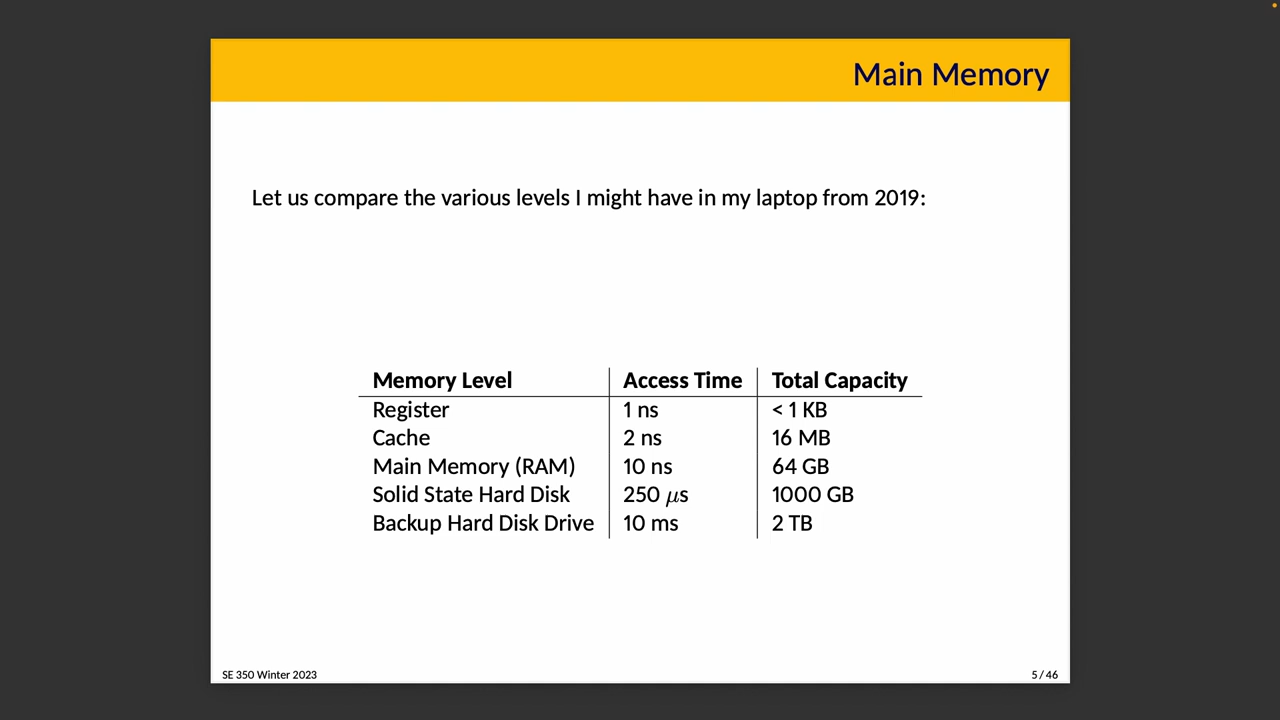 Main Memory
Let us compare the various levels I might have in my laptop from 2019:
Memory Level Access Time Total Capacity
Register 1 ns < 1 KB
Cache 2 ns 16 MB
Main Memory (RAM) 10 ns 64 GB
Solid State Hard Disk 250 μs 1000 GB
Backup Hard Disk Drive 10 ms 2 TB
SE 350 Winter 2023 5 / 46